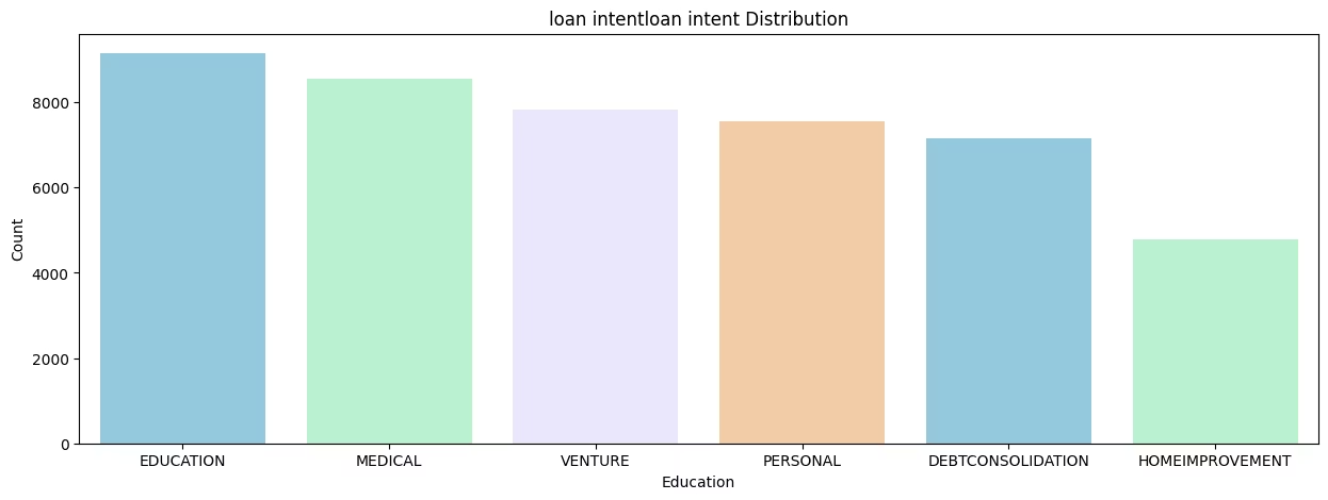 loan intentloan intent Distribution
Count
8000
6000
4000
2000
0
EDUCATION MEDICAL VENTURE PERSONAL DEBTCONSOLIDATION HOMEIMPROVEMENT
Education